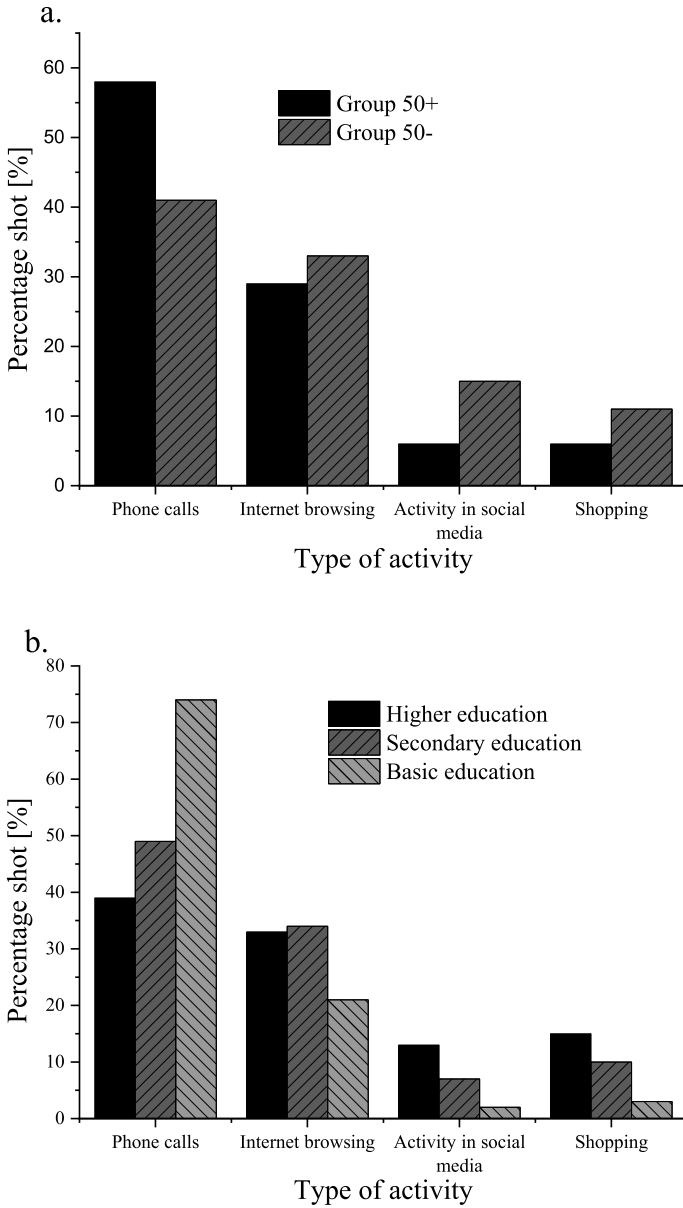 a.
Percentage shot [%]
60
50
40
30
20
10
0
Group 50+
Group 50-
Phone calls
Internet browsing
Activity in social
media
Shopping
Type of activity
b.
Percentage shot [%]
80
70
60
50
40
30
20
10
0
Higher education
Secondary education
Basic education
Phone calls
Internet browsing
Activity in social
media
Shopping
Type of activity